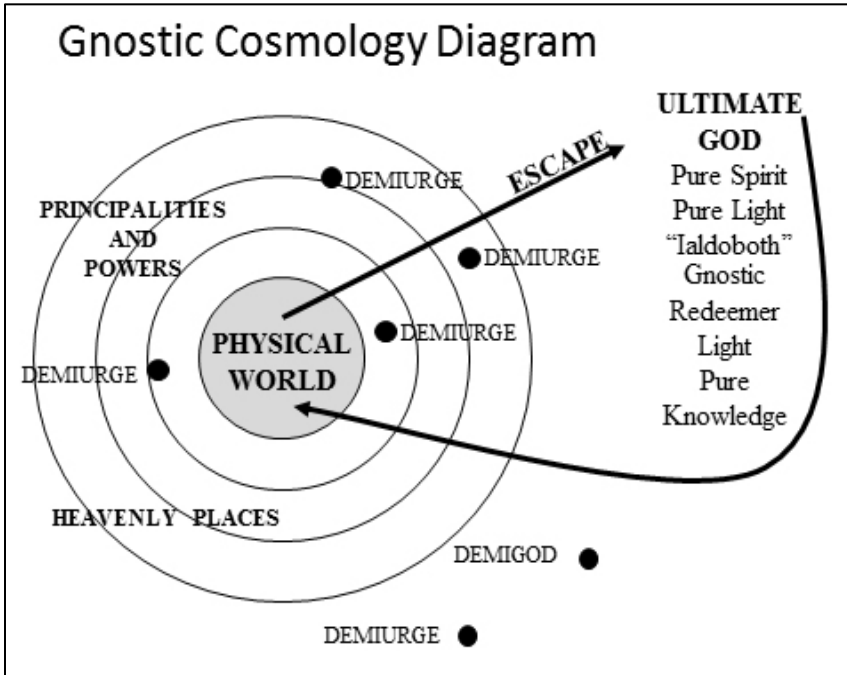 Gnostic Cosmology Diagram
ULTIMATE
GOD
Pure Spirit
Pure Light
“Ialdoboth”
Gnostic
Redeemer
Light
Pure
Knowledge
ESCAPE
DEMIURGE
PRINCIPALITIES
AND
POWERS
DEMIURGE
DEMIURGE
PHYSICAL
WORLD
DEMIURGE
HEAVENLY PLACES
DEMIGOD
DEMIURGE